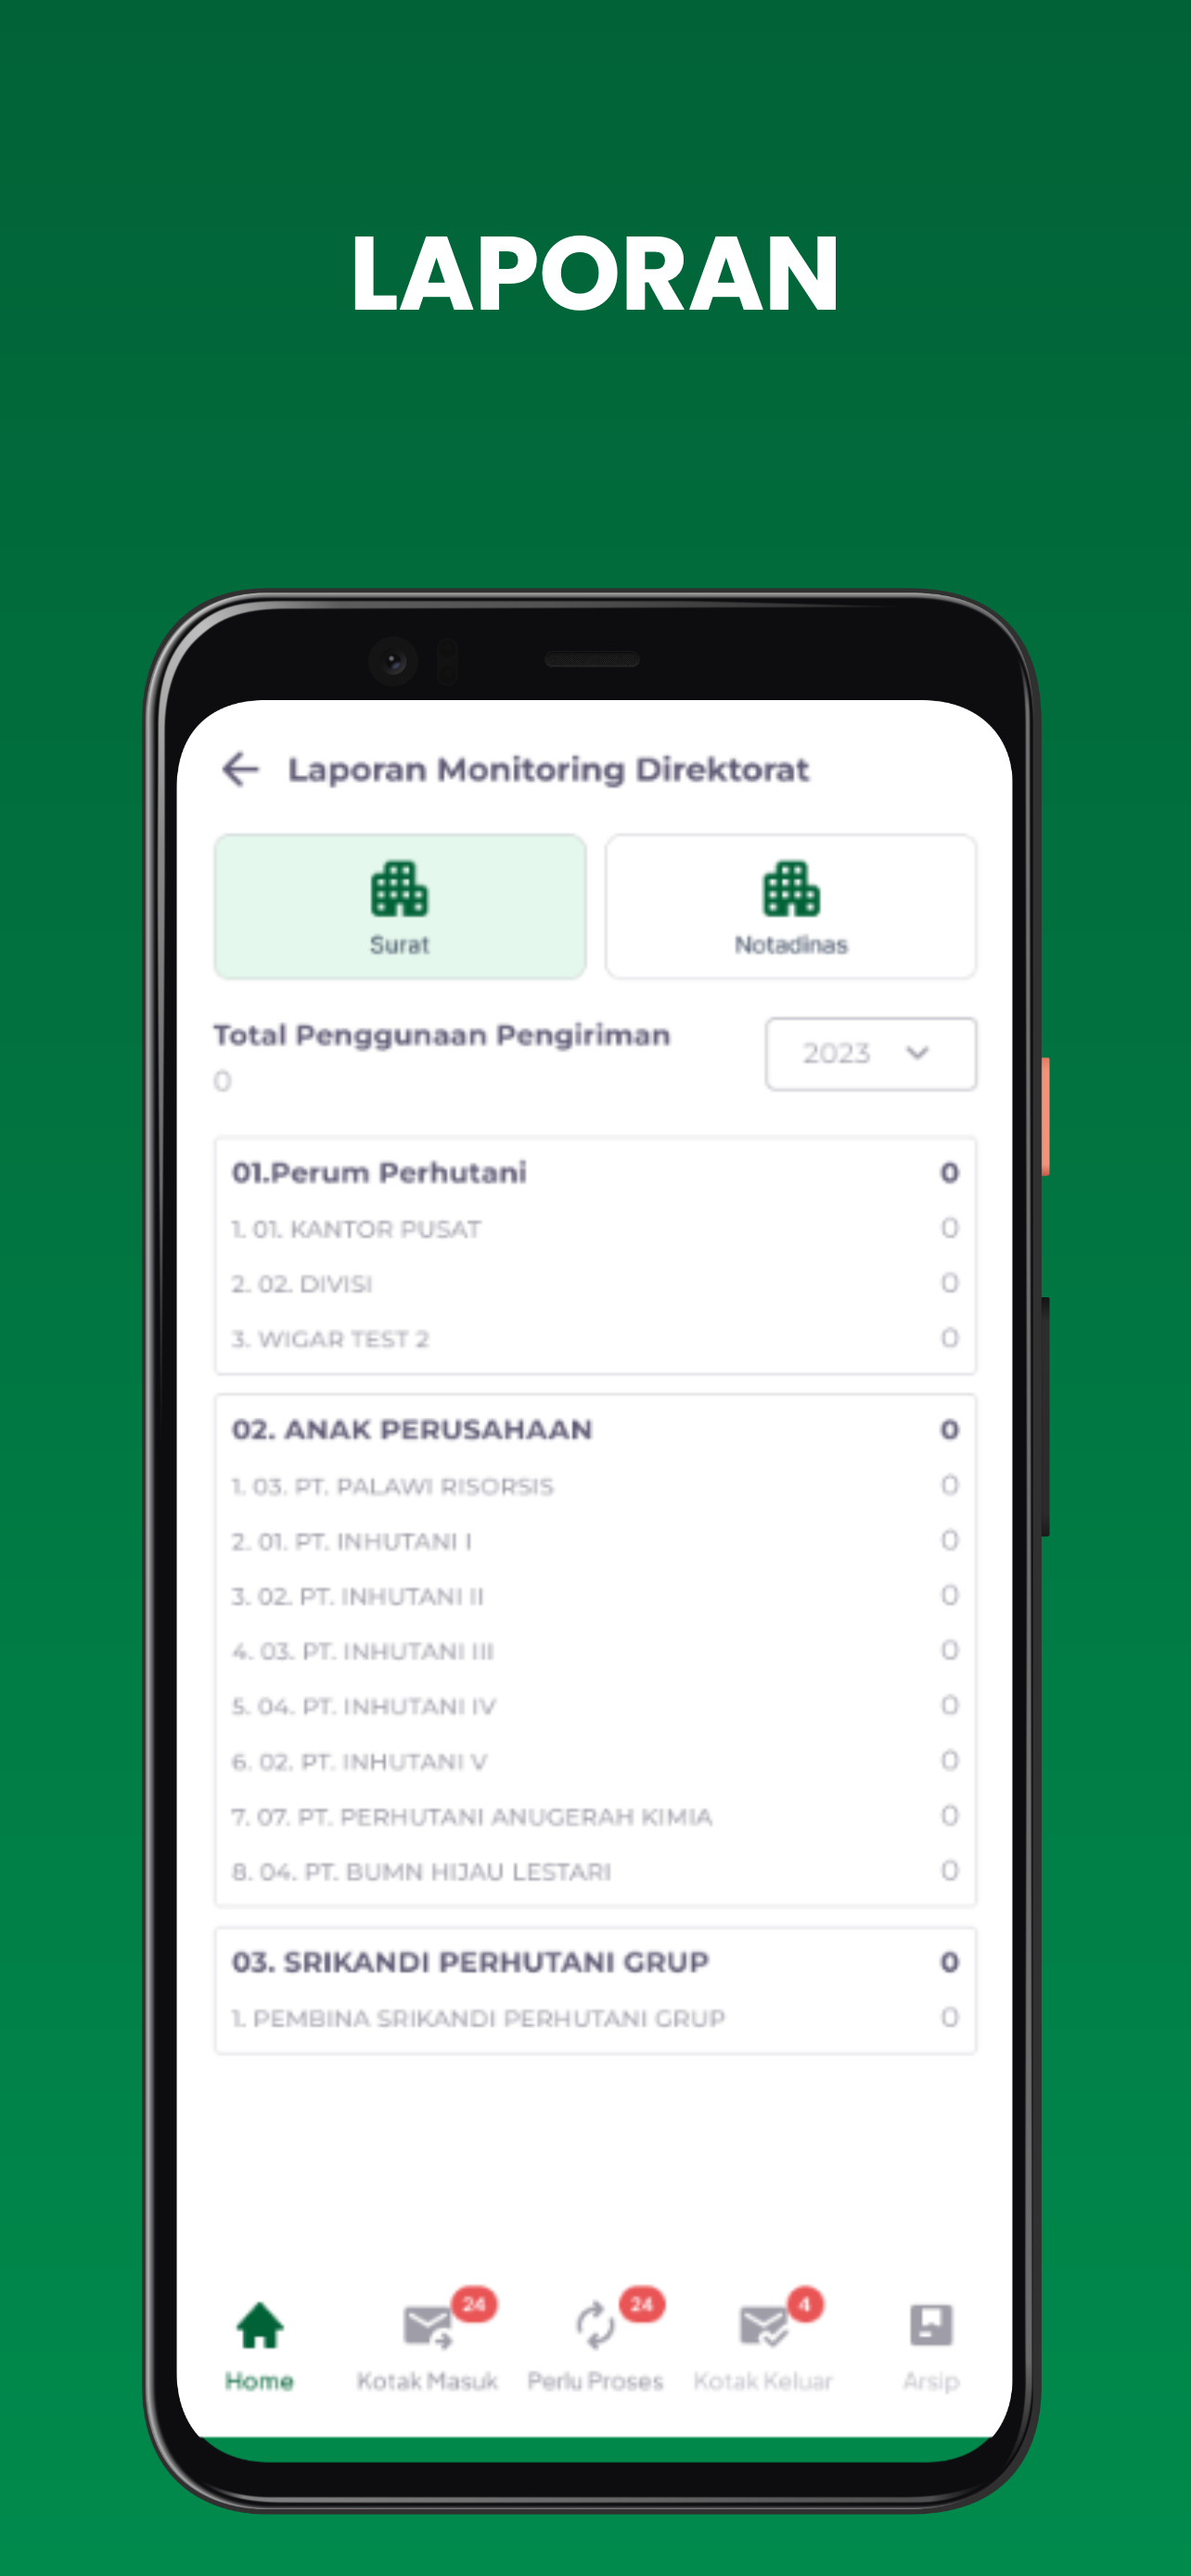 LAPORAN
Laporan Monitoring Direktorat
Surat
Notadinas
Total Penggunaan Pengiriman
0
2023
01.Perum Perhutani 0
1. 01. KANTOR PUSAT 0
2. 02. DIVISI 0
3. WIGAR TEST 2 0
02. ANAK PERUSAHAAN 0
1. 03. PT. PALAWI RISORSIS 0
2. 01. PT. INHUTANI I 0
3. 02. PT. INHUTANI II 0
4. 03. PT. INHUTANI III 0
5. 04. PT. INHUTANI IV 0
6. 02. PT. INHUTANI V 0
7. 07. PT. PERHUTANI ANUGERAH KIMIA 0
8. 04. PT. BUMN HIJAU LESTARI 0
03. SRIKANDI PERHUTANI GRUP 0
1. PEMBINA SRIKANDI PERHUTANI GRUP 0
24 24 4
Home Kotak Masuk Perlu Proses Kotak Keluar Arsip